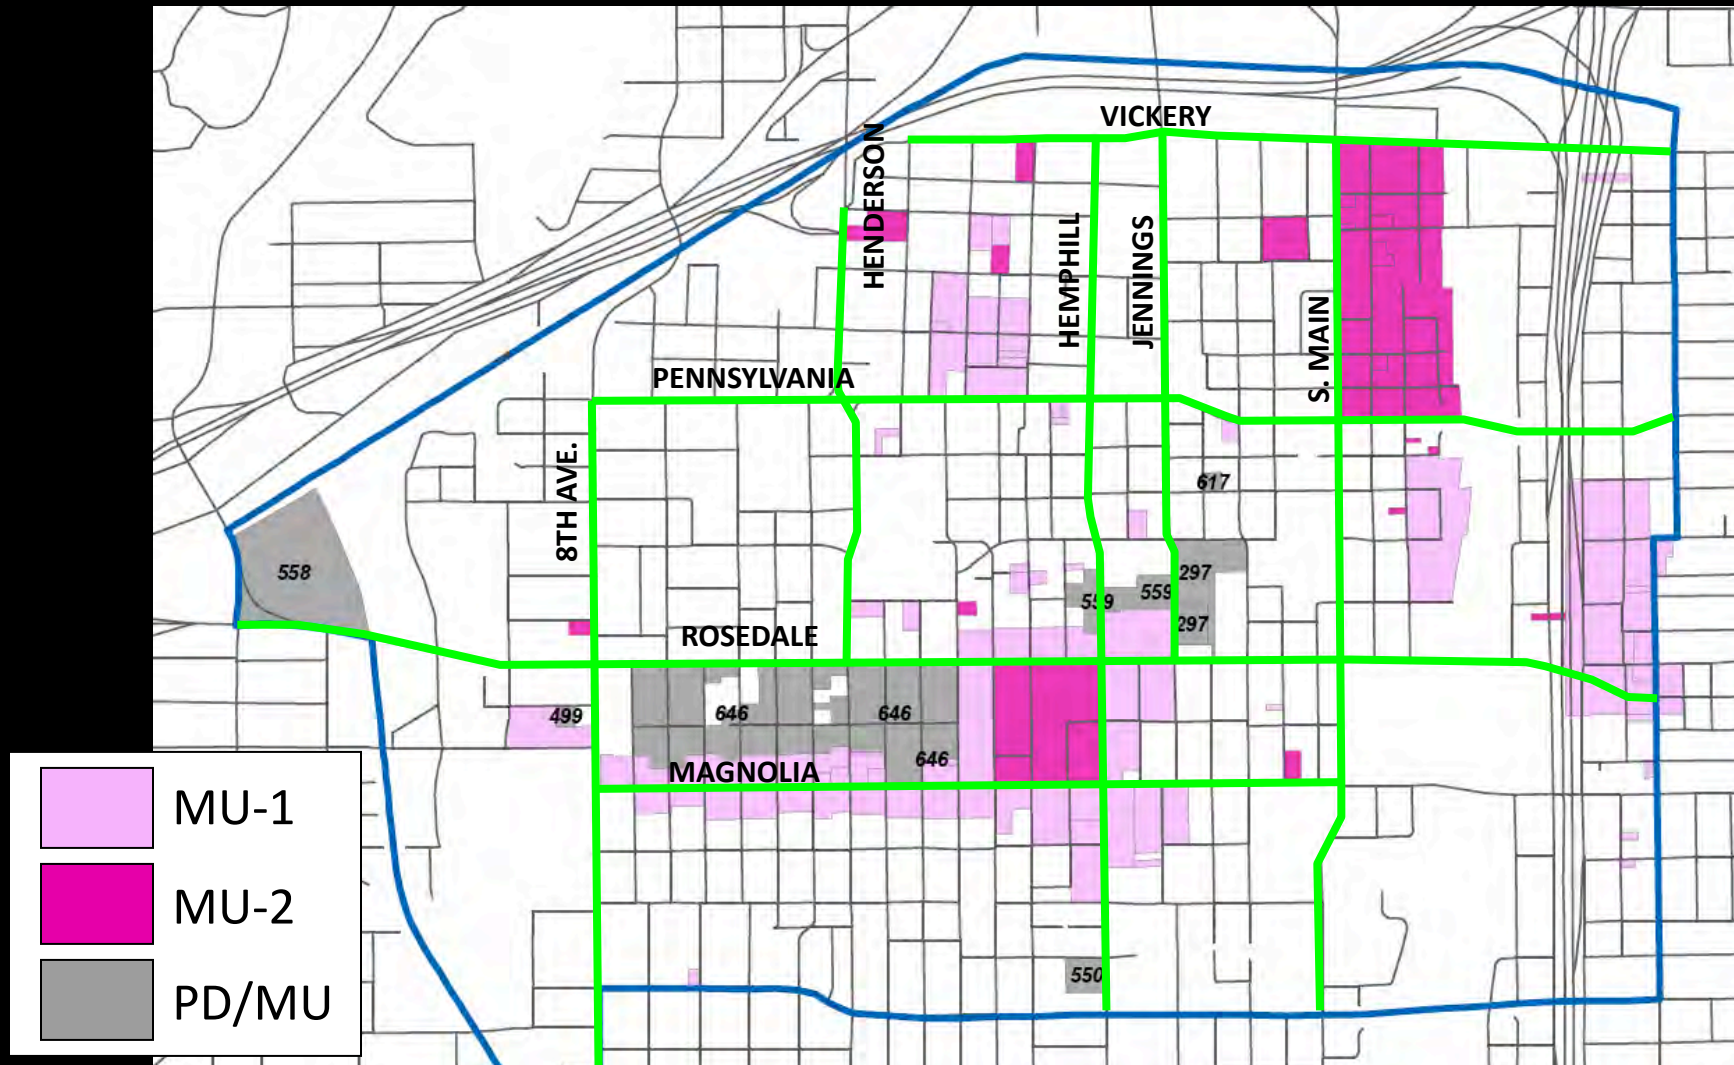 VICKERY
HENDERSON
HEMPHILL
JENNINGS
S. MAIN
PENNSYLVANIA
8TH AVE.
617
558
297
559
559
297
ROSEDALE
499
646
646
646
MAGNOLIA
550
MU-1
MU-2
PD/MU